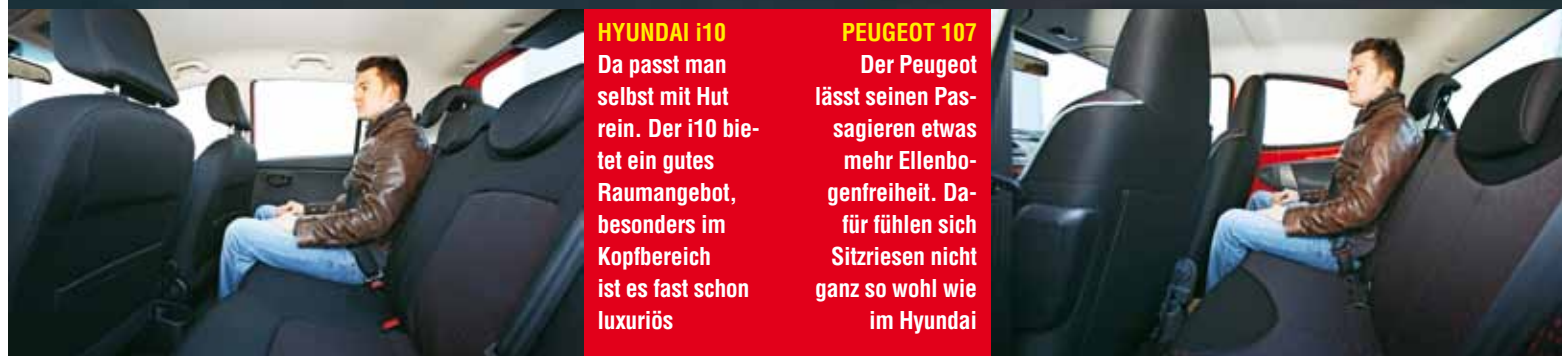 HYUNDAI i10
Da passt man
selbst mit Hut
rein. Der i10 bie-
tet ein gutes
Raumangebot,
besonders im
Kopfbereich
ist es fast schon
luxuriös
PEUGEOT 107
Der Peugeot
lässt seinen Pas-
sagieren etwas
mehr Ellenbo-
genfreiheit. Da-
für fühlen sich
Sitzriesen nicht
ganz so wohl wie
im Hyundai